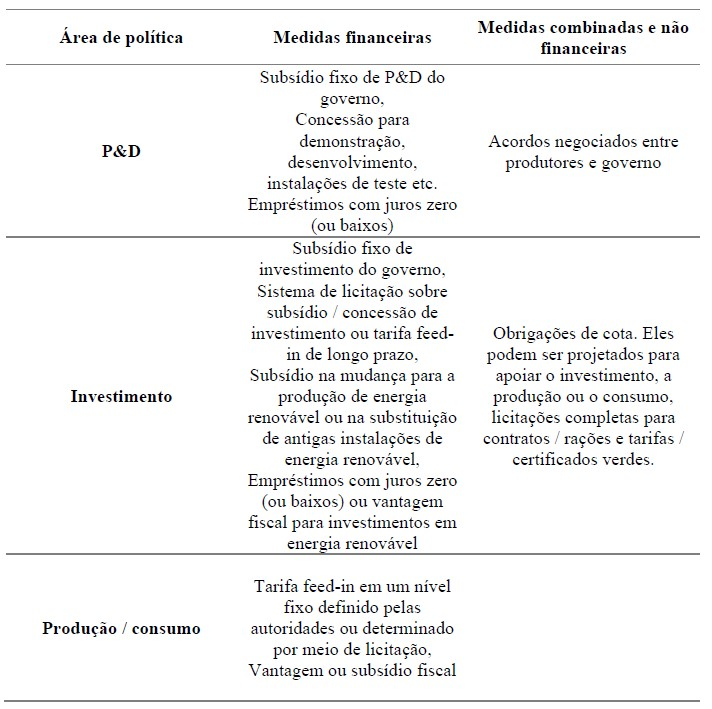 Área de política
Medidas financeiras
Medidas combinadas e não
financeiras
P&D
Subsídio fixo de P&D do
governo,
Concessão para
demonstração,
desenvolvimento,
instalações de teste etc.
Empréstimos com juros zero
(ou baixos)
Acordos negociados entre
produtores e governo
Investimento
Subsídio fixo de
investimento do governo,
Sistema de licitação sobre
subsídio / concessão de
investimento ou tarifa feed-
in de longo prazo,
Subsídio na mudança para a
produção de energia
renovável ou na substituição
de antigas instalações de
energia renovável,
Empréstimos com juros zero
(ou baixos) ou vantagem
fiscal para investimentos em
energia renovável
Obrigações de cota. Eles
podem ser projetados para
apoiar o investimento, a
produção ou o consumo,
licitações completas para
contratos / rações e tarifas /
certificados verdes.
Produção / consumo
Tarifa feed-in em um nível
fixo definido pelas
autoridades ou determinado
por meio de licitação,
Vantagem ou subsídio fiscal